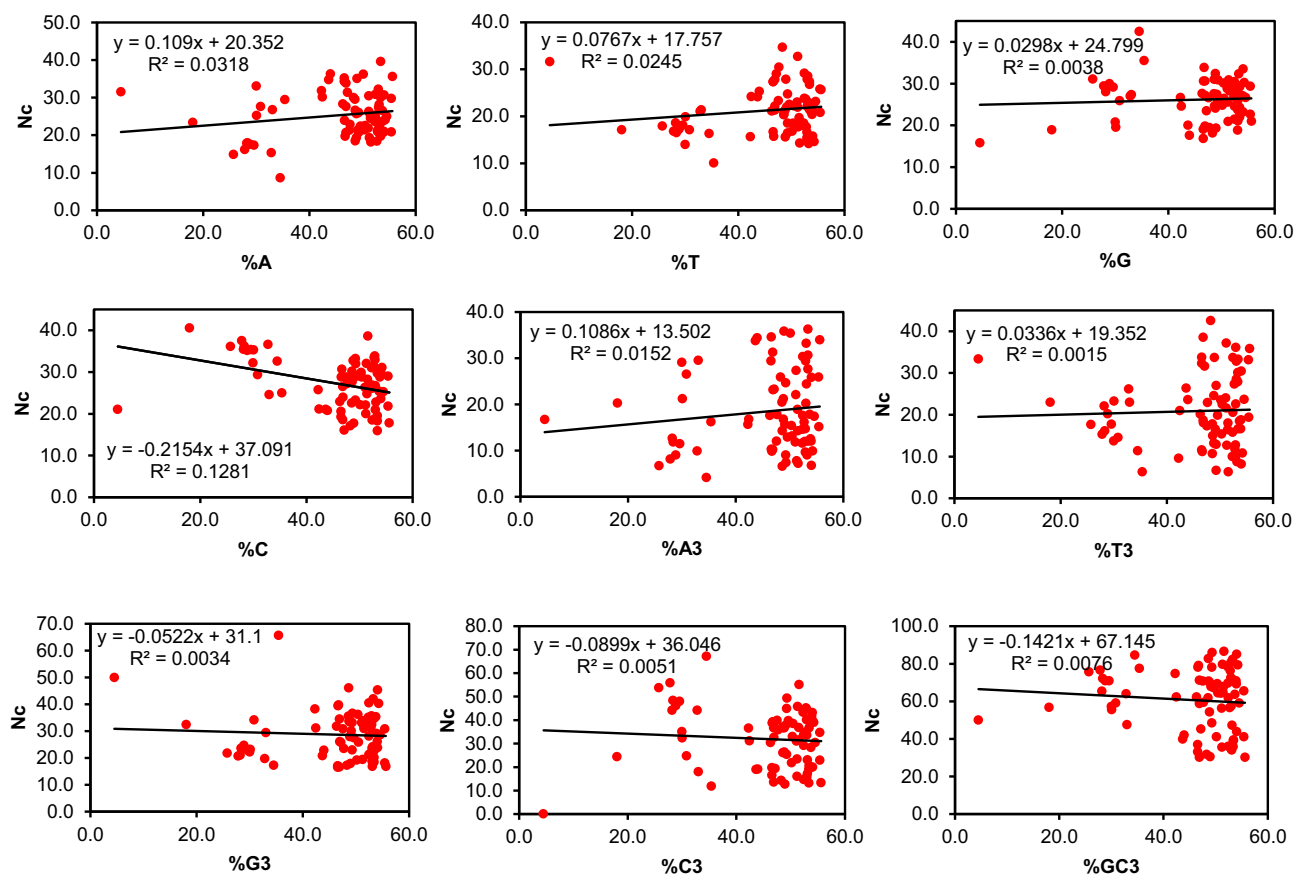 y = 0.109x + 20.352
R² = 0.0318
50.0
40.0
30.0
20.0
10.0
0.0
Nc
0.0 20.0 40.0 60.0
%A
y = 0.0767x + 17.757
R² = 0.0245
40.0
30.0
20.0
10.0
0.0
Nc
0.0 20.0 40.0 60.0
%T
y = 0.0298x + 24.799
R² = 0.0038
40.0
30.0
20.0
10.0
0.0
Nc
0.0 20.0 40.0 60.0
%G
40.0
30.0
20.0
10.0
0.0
Nc
y = -0.2154x + 37.091
R² = 0.1281
0.0 20.0 40.0 60.0
%C
y = 0.1086x + 13.502
R² = 0.0152
40.0
30.0
20.0
10.0
0.0
Nc
0.0 20.0 40.0 60.0
%A3
y = 0.0336x + 19.352
R² = 0.0015
40.0
30.0
20.0
10.0
0.0
Nc
0.0 20.0 40.0 60.0
%T3
y = -0.0522x + 31.1
R² = 0.0034
70.0
60.0
50.0
40.0
30.0
20.0
10.0
0.0
Nc
0.0 20.0 40.0 60.0
%G3
y = -0.0899x + 36.046
R² = 0.0051
80.0
70.0
60.0
50.0
40.0
30.0
20.0
10.0
0.0
Nc
0.0 20.0 40.0 60.0
%C3
y = -0.1421x + 67.145
R² = 0.0076
100.0
80.0
60.0
40.0
20.0
0.0
Nc
0.0 20.0 40.0 60.0
%GC3